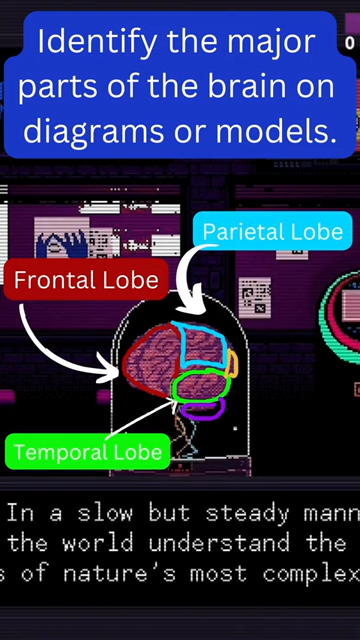 Identify the major
parts of the brain on
diagrams or models.
0
Parietal Lobe
Frontal Lobe
Temporal Lobe
In a slow but steady mann
the world understand the
s of nature's most complex